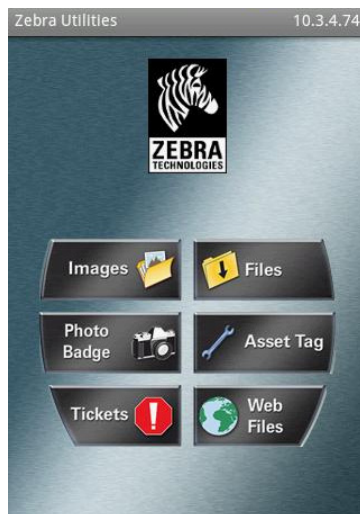 Zebra Utilities 10.3.4.74
ZEBRA
TECHNOLOGIES
Images
Files
Photo
Badge
Asset Tag
Tickets
Web
Files